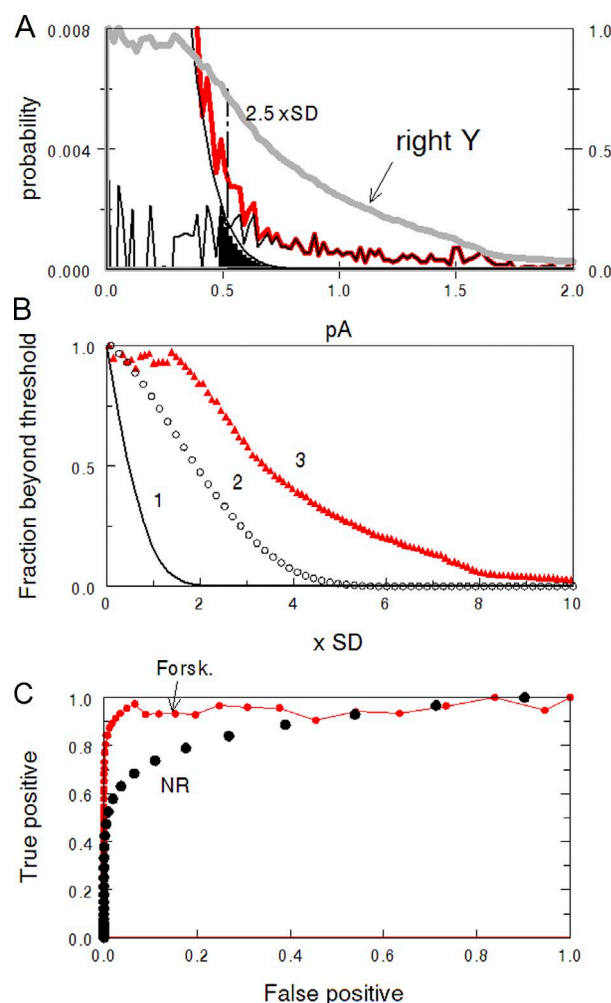 A
0.008
1.0
2.5 xSD
probability
right Y
0.004
0.5
0.000
0.0
0.0
0.5
1.0
1.5
2.0
pA
B
1.0
Fraction beyond threshold
0.5
1
2
3
0.0
0
2
4
6
8
10
x SD
Forsk.
C
1.0
0.8
NR
True positive
0.6
0.4
0.2
0.0
0.0
0.2
0.4
0.6
0.8
1.0
False positive